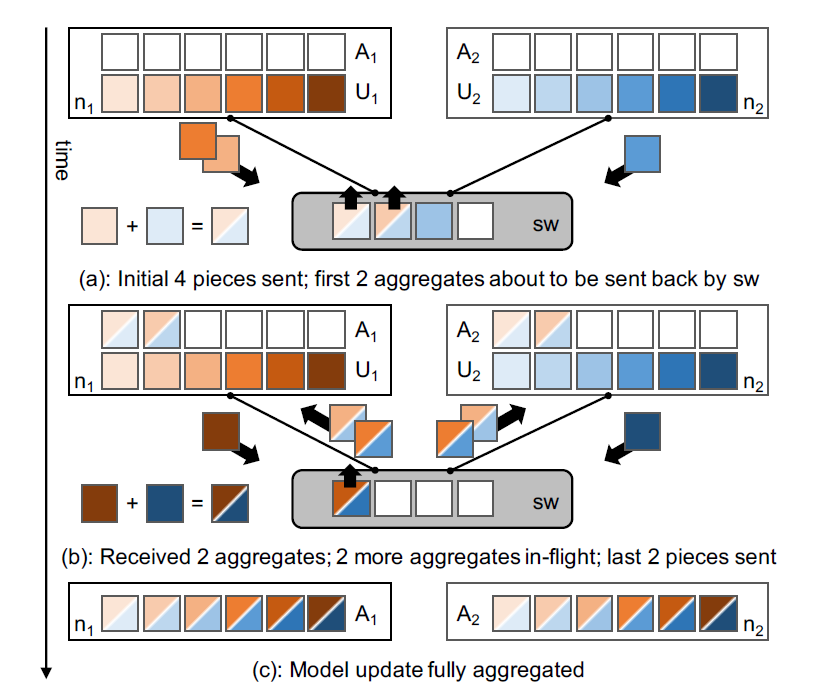 time
A1 A2
n1 U1 U2 n2
+ = sw
(a): Initial 4 pieces sent; first 2 aggregates about to be sent back by sw
A1 A2
n1 U1 U2 n2
+ = sw
(b): Received 2 aggregates; 2 more aggregates in-flight; last 2 pieces sent
n1 A1 A2 n2
(c): Model update fully aggregated